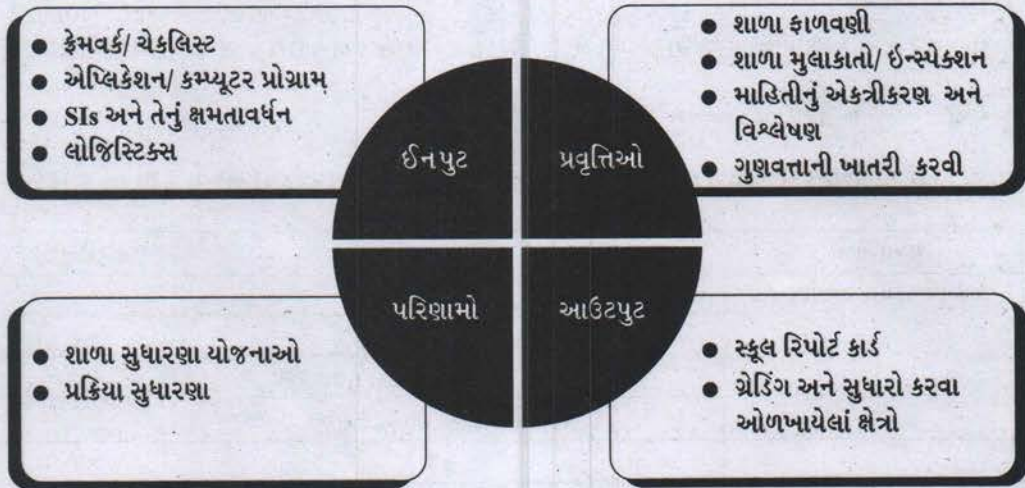 ફ્રેમવર્ક/ ચેકલિસ્ટ
એપ્લિકેશન/ કમ્પ્યૂટર પ્રોગ્રામ
SIs અને તેનું ક્ષમતાવર્ધન
લોજિસ્ટિક્સ
ઈનપુટ
શાળા ફાળવણી
શાળા મુલાકાતો/ ઇન્સ્પેક્શન
માહિતીનું એકત્રીકરણ અને
વિશ્લેષણ
ગુણવત્તાની ખાતરી કરવી
પ્રવૃત્તિઓ
પરિણામો
શાળા સુધારણા યોજનાઓ
પ્રક્રિયા સુધારણા
આઉટપુટ
સ્કૂલ રિપોર્ટ કાર્ડ
ગ્રેડિંગ અને સુધારો કરવા
ઓળખાયેલાં ક્ષેત્રો